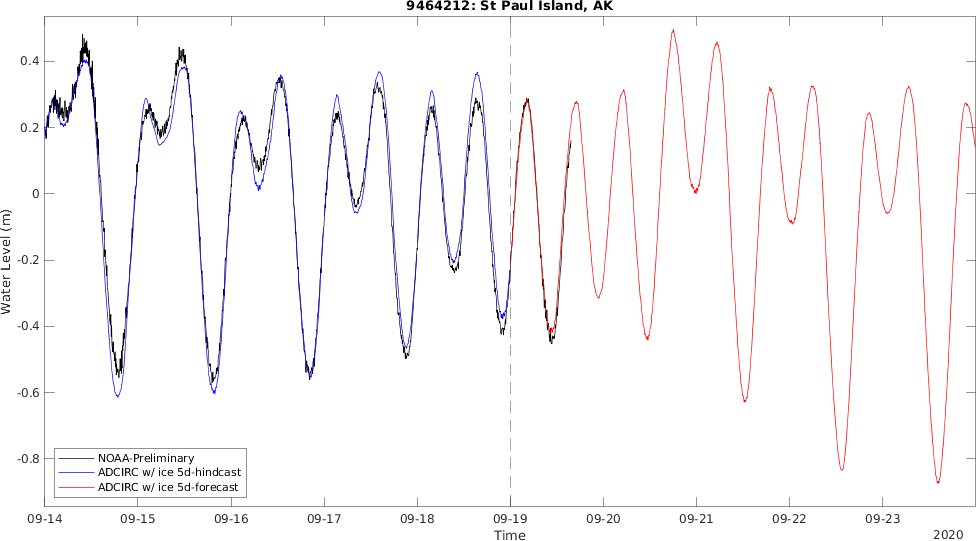 9464212: St Paul Island, AK
Water Level (m)
0.4
0.2
0
-0.2
-0.4
-0.6
-0.8
NOAA-Preliminary
ADCIRC w/ ice 5d-hindcast
ADCIRC w/ ice 5d-forecast
09-14 09-15 09-16 09-17 09-18 09-19 09-20 09-21 09-22 09-23
Time
2020